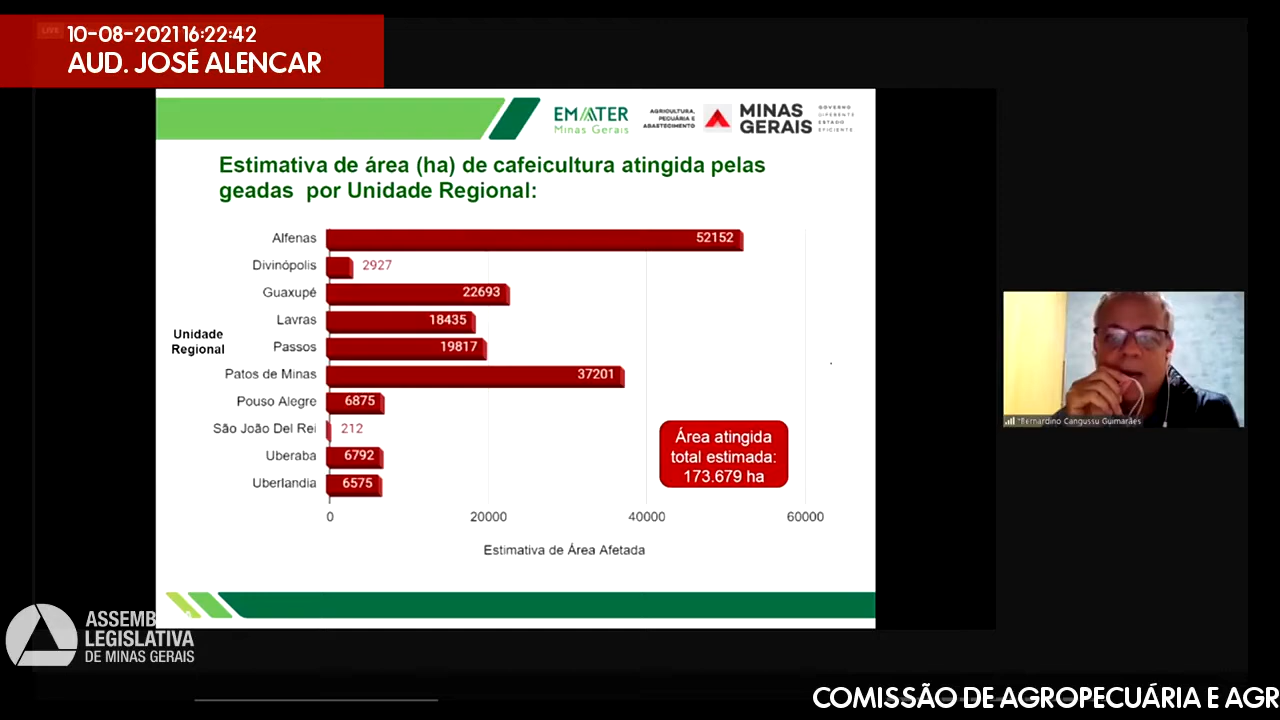 LIVE
10-08-2021 16:22:42
AUD. JOSÉ ALENCAR
EMATER
Minas Gerais
AGRICULTURA,
PECUÁRIA E
ABASTECIMENTO
MINAS
GERAIS
GOVERNO
DIFERENTE
ESTADO
EFICIENTE
Estimativa de área (ha) de cafeicultura atingida pelas
geadas por Unidade Regional:
Unidade
Regional
Alfenas 52152
Divinópolis 2927
Guaxupé 22693
Lavras 18435
Passos 19817
Patos de Minas 37201
Pouso Alegre 6875
São João Del Rei 212
Uberaba 6792
Uberlandia 6575
0 20000 40000 60000
Estimativa de Área Afetada
Área atingida
total estimada:
173.679 ha
*Bernardino Cangussu Guimarães
ASSEMB
LEGISLATIVA
DE MINAS GERAIS
COMISSÃO DE AGROPECUÁRIA E AGR